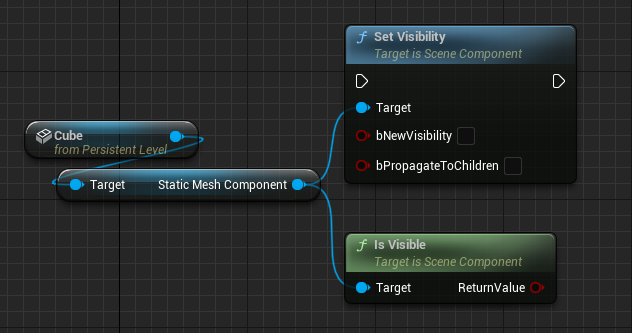 Cube
from Persistent Level
Target Static Mesh Component
f Set Visibility
Target is Scene Component
Target
bNewVisibility
bPropagateToChildren
f Is Visible
Target is Scene Component
Target ReturnValue